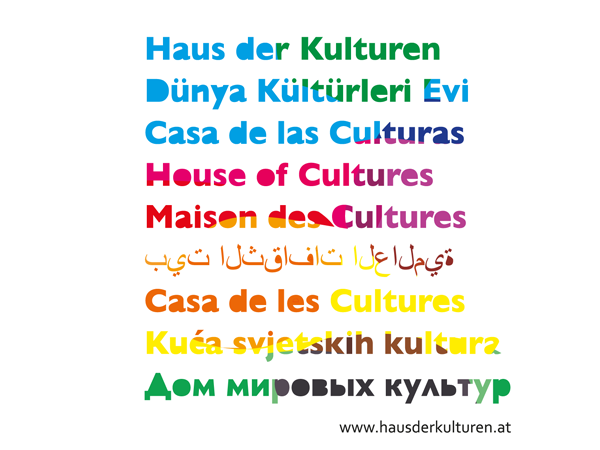 Haus der Kulturen
Dünya Kültürleri Evi
Casa de las Culturas
House of Cultures
Maison des Cultures
بيت الثقافات العالمية
Casa de les Cultures
Kuća svjetskih kultura
Дом мировых культур
www.hausderkulturen.at